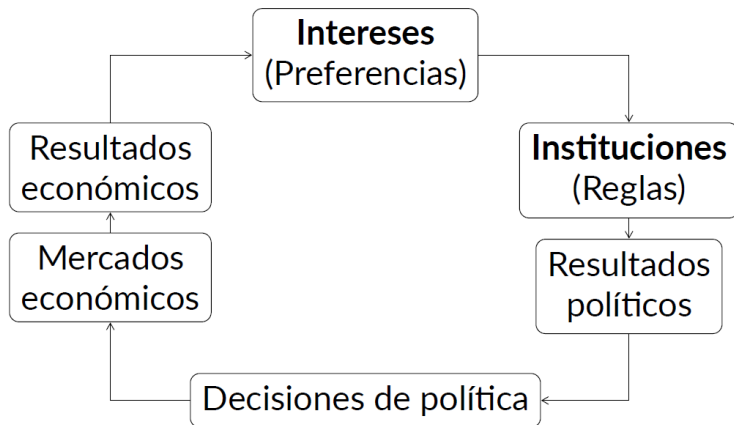 Intereses
(Preferencias)
Instituciones
(Reglas)
Resultados
políticos
Decisiones de política
Mercados
económicos
Resultados
económicos